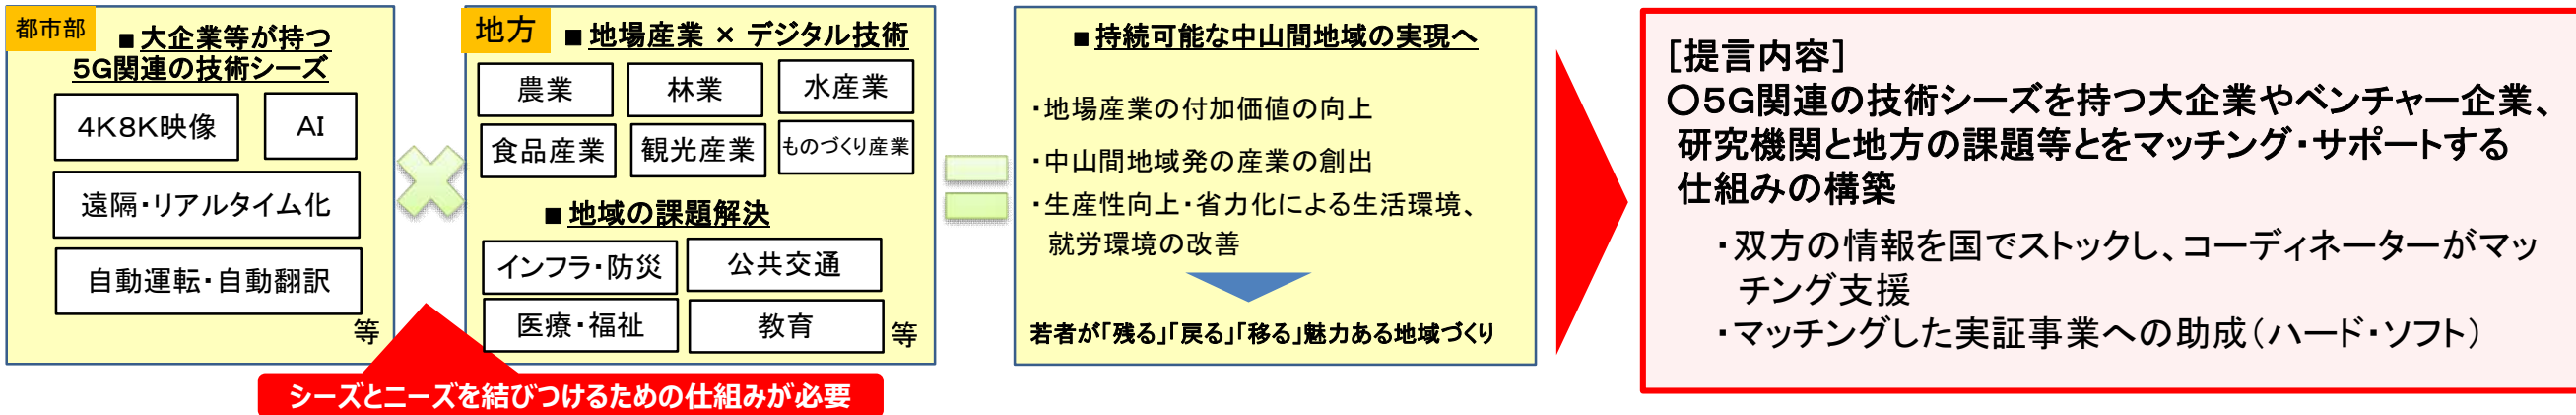 都市部
■大企業等が持つ
5G関連の技術シーズ
4K8K映像
AI
遠隔・リアルタイム化
自動運転・自動翻訳
等
地方
■地場産業 × デジタル技術
農業
林業
水産業
食品産業
観光産業
ものづくり産業
■地域の課題解決
インフラ・防災
公共交通
医療・福祉
教育
等
シーズとニーズを結びつけるための仕組みが必要
■持続可能な中山間地域の実現へ
・地場産業の付加価値の向上
・中山間地域発の産業の創出
・生産性向上・省力化による生活環境、
就労環境の改善
若者が「残る」「戻る」「移る」魅力ある地域づくり
[提言内容]
〇5G関連の技術シーズを持つ大企業やベンチャー企業、
研究機関と地方の課題等とをマッチング・サポートする
仕組みの構築
・双方の情報を国でストックし、コーディネーターがマッ
チング支援
・マッチングした実証事業への助成（ハード・ソフト）